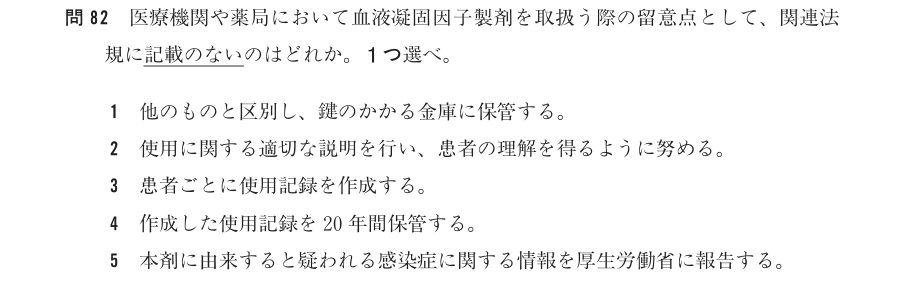 問 82 医療機関や薬局において血液凝固因子製剤を取扱う際の留意点として、関連法
規に記載のないのはどれか。1つ選べ。
1 他のものと区別し、鍵のかかる金庫に保管する。
2 使用に関する適切な説明を行い、患者の理解を得るように努める。
3 患者ごとに使用記録を作成する。
4 作成した使用記録を 20 年間保管する。
5 本剤に由来すると疑われる感染症に関する情報を厚生労働省に報告する。